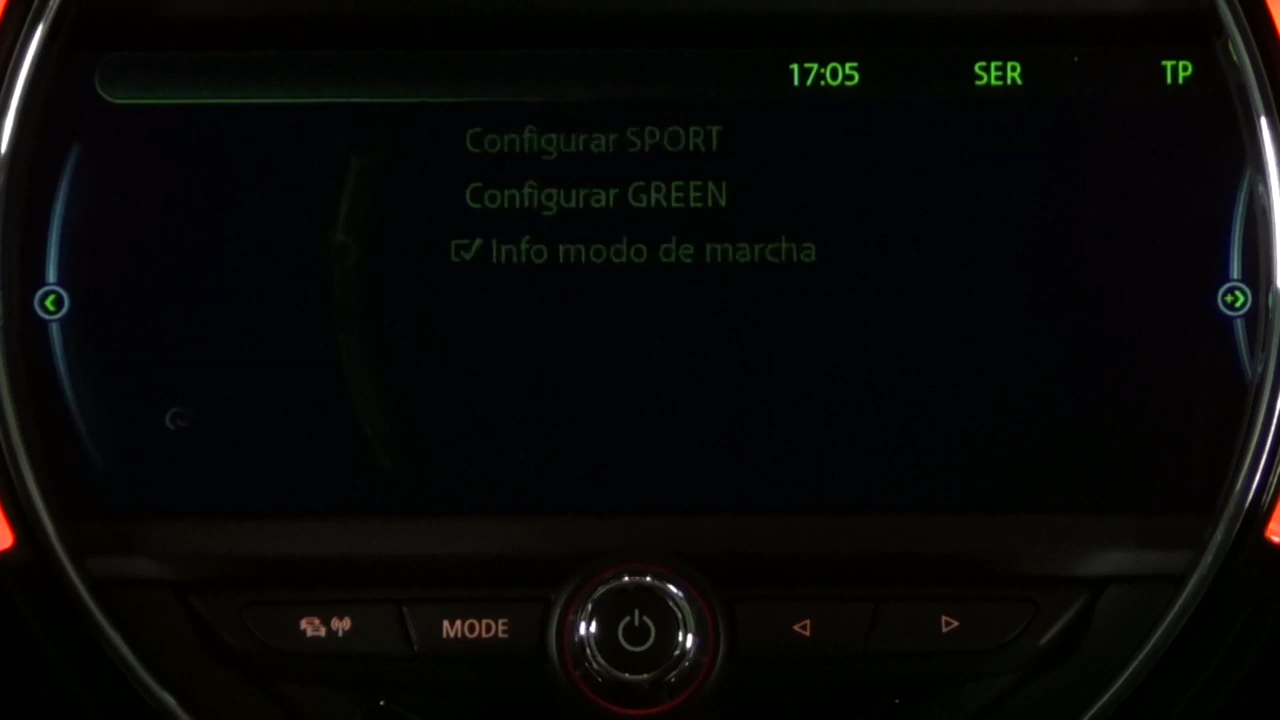 17:05 SER TP
Configurar SPORT
Configurar GREEN
Info modo de marcha
MODE